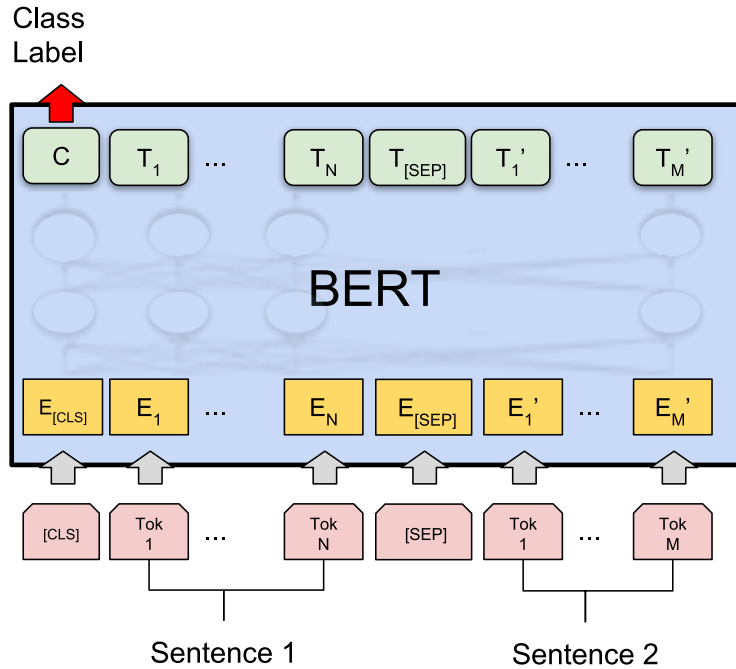 Class
Label
C T1 ... TN T[SEP] T1’ ... TM’
BERT
E[CLS] E1 ... EN E[SEP] E1’ ... EM’
[CLS] Tok 1 ... Tok N [SEP] Tok 1 ... Tok M
Sentence 1 Sentence 2